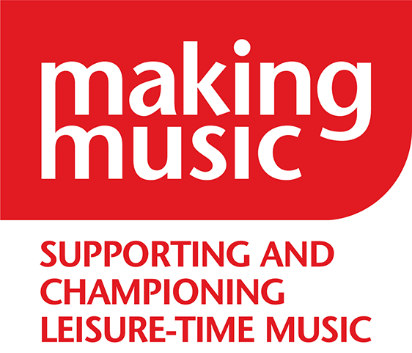 making
music
SUPPORTING AND
CHAMPIONING
LEISURE-TIME MUSIC